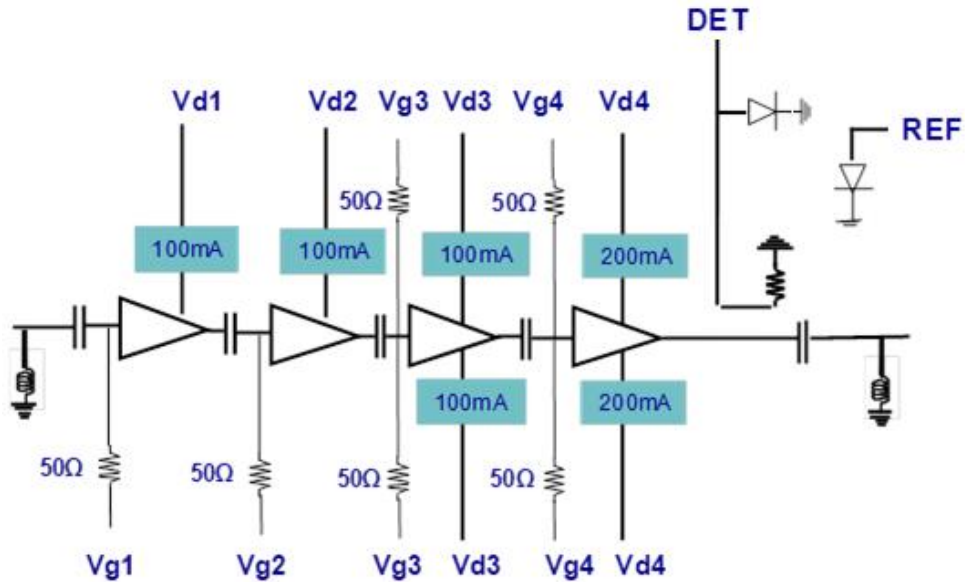 DET
Vd1 Vd2 Vg3 Vd3 Vg4 Vd4
REF
50Ω 50Ω
100mA 100mA 100mA 200mA
100mA 200mA
50Ω 50Ω 50Ω 50Ω
Vg1 Vg2 Vg3 Vd3 Vg4 Vd4